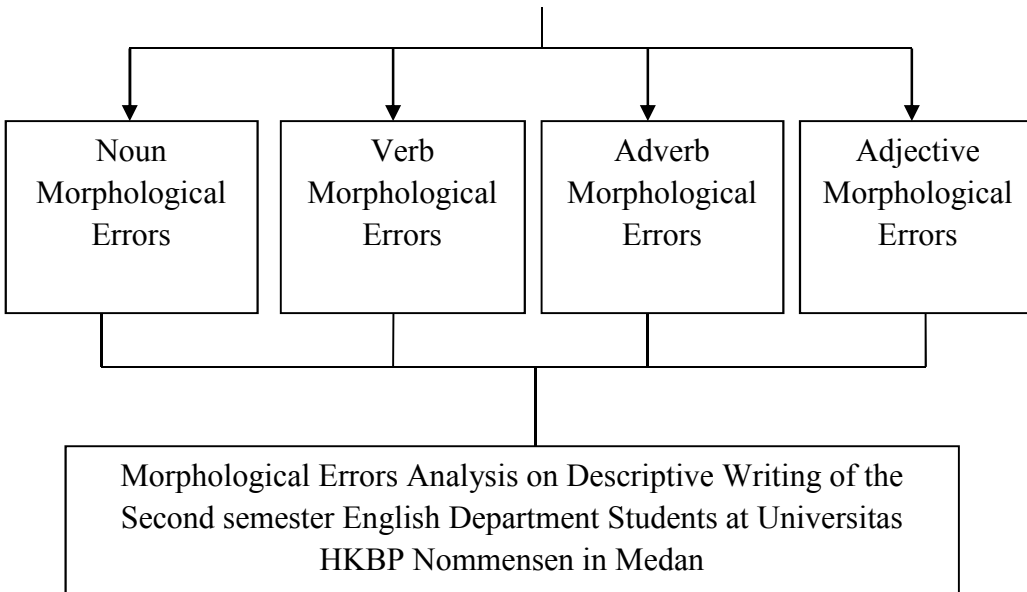 Noun
Morphological
Errors
Verb
Morphological
Errors
Adverb
Morphological
Errors
Adjective
Morphological
Errors
Morphological Errors Analysis on Descriptive Writing of the
Second semester English Department Students at Universitas
HKBP Nommensen in Medan